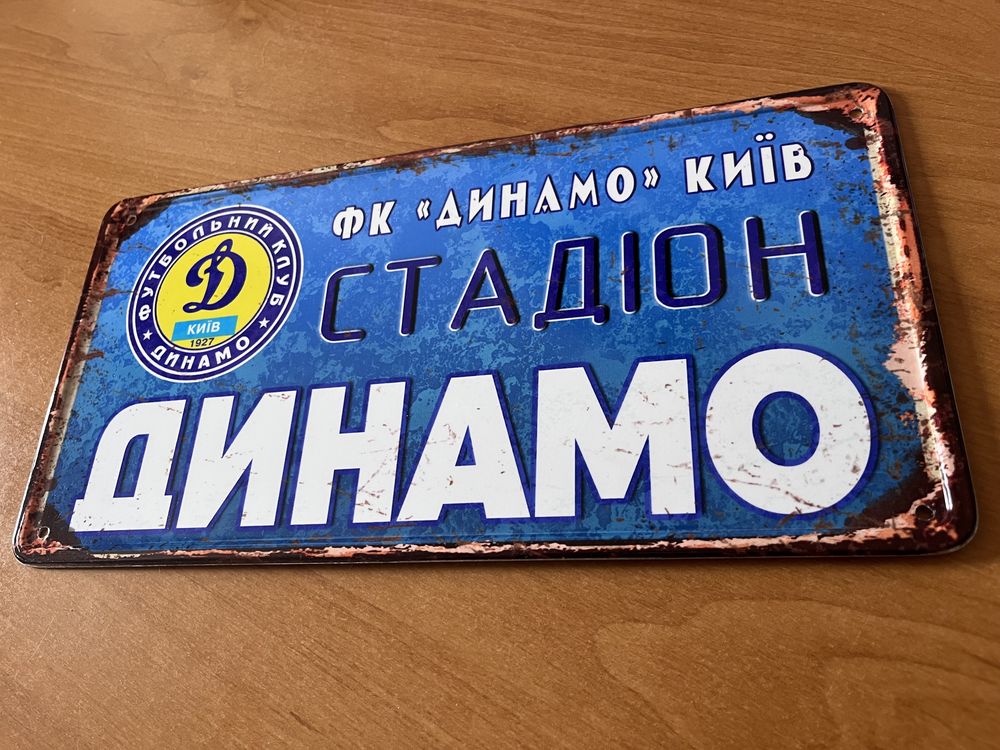 ФК «ДИНАМО» КИЇВ
СТАДІОН
ДИНАМО
ФУТБОЛЬНИЙ КЛУБ
Д
КИЇВ
1927
★ ДИНАМО ★